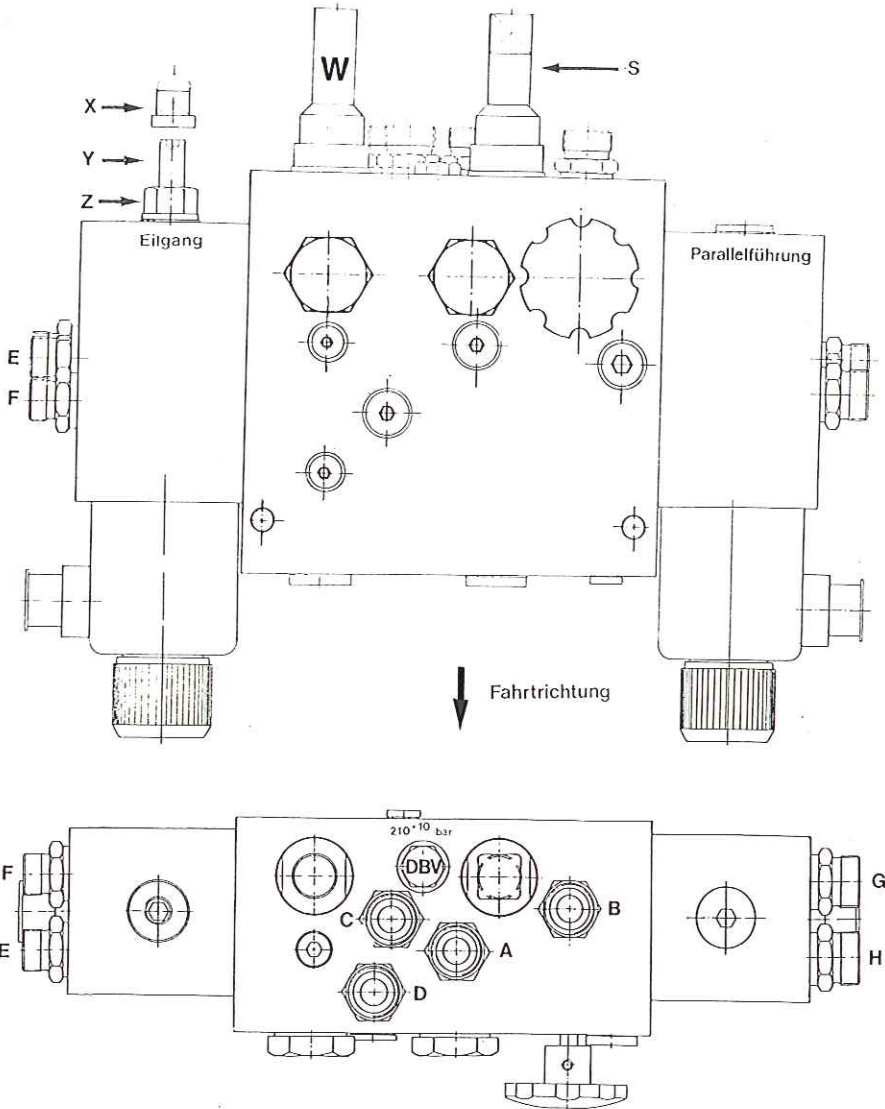 W
S
X
Y
Z
Eilgang
Parallelführung
E
F
Fahrtrichtung
210+10 bar
DBV
F
G
C
B
E
A
H
D